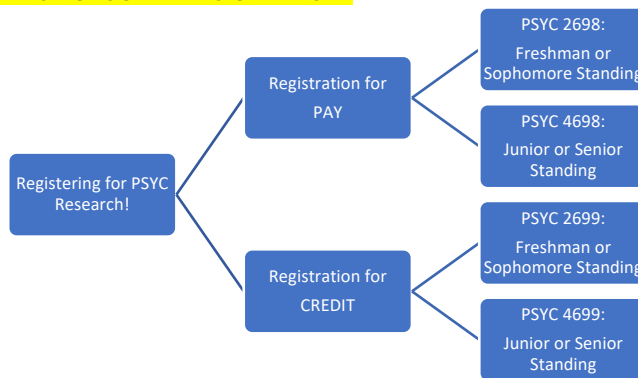 PSYC 2698:
Freshman or
Sophomore Standing
Registration for
PAY
PSYC 4698:
Junior or Senior
Standing
Registering for PSYC
Research!
PSYC 2699:
Freshman or
Sophomore Standing
Registration for
CREDIT
PSYC 4699:
Junior or Senior
Standing